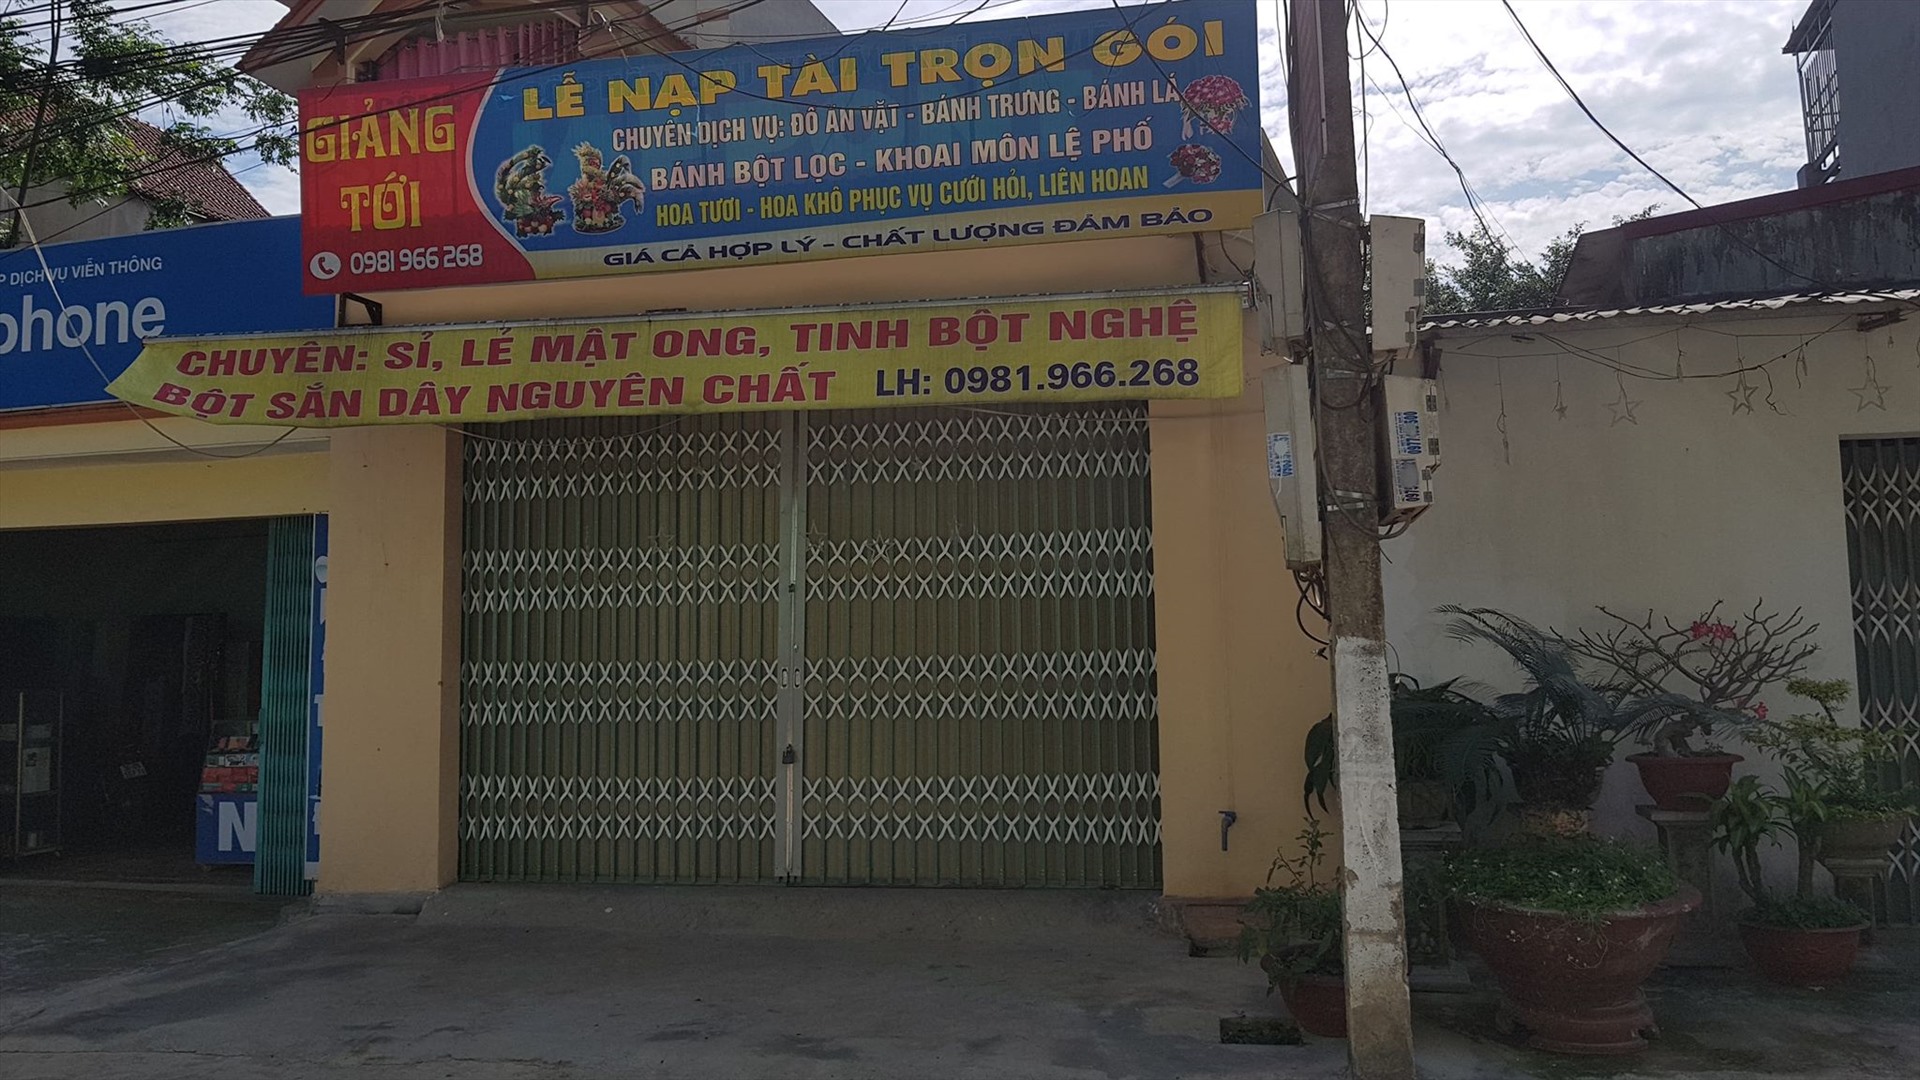 LỄ NẠP TÀI TRỌN GÓI
GIẢNG
TỚI
0981 966 268
CHUYÊN DỊCH VỤ: ĐỒ ĂN VẶT - BÁNH TRƯNG - BÁNH LÁ
BÁNH BỘT LỌC - KHOAI MÔN LỆ PHỐ
HOA TƯƠI - HOA KHÔ PHỤC VỤ CƯỚI HỎI, LIÊN HOAN
GIÁ CẢ HỢP LÝ - CHẤT LƯỢNG ĐẢM BẢO
P DỊCH VỤ VIỄN THÔNG
phone
CHUYÊN: SỈ, LẺ MẬT ONG, TINH BỘT NGHỆ
BỘT SẮN DÂY NGUYÊN CHẤT LH: 0981.966.268
N